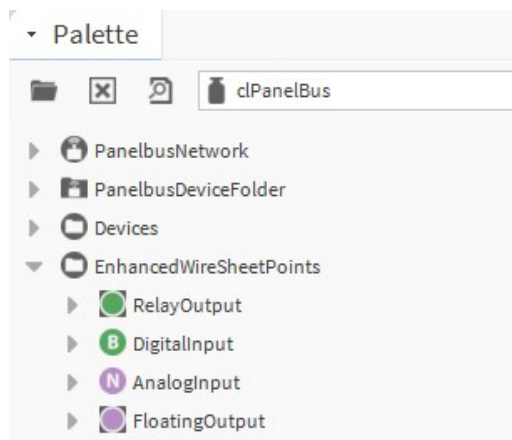 Palette
clPanelBus
PanelbusNetwork
PanelbusDeviceFolder
Devices
EnhancedWireSheetPoints
RelayOutput
B DigitalInput
N AnalogInput
FloatingOutput